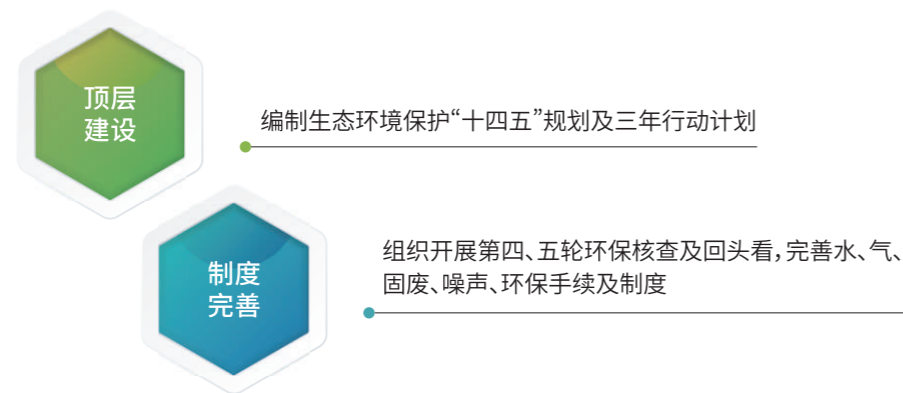 顶层
建设
编制生态环境保护“十四五”规划及三年行动计划
制度
完善
组织开展第四、五轮环保核查及回头看，完善水、气、
固废、噪声、环保手续及制度